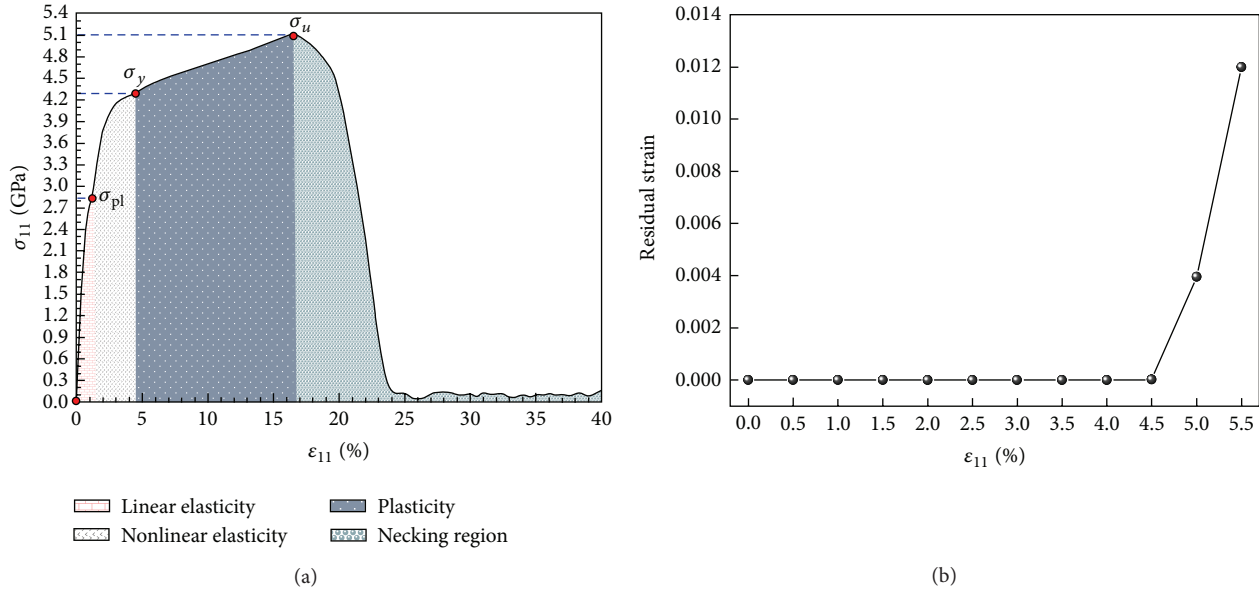 5.4
5.1
4.8
4.5
4.2
3.9
3.6
3.3
3.0
2.7
2.4
2.1
1.8
1.5
1.2
0.9
0.6
0.3
0.0
σ11 (GPa)
σpl
σy
σu
0 5 10 15 20 25 30 35 40
ε11 (%)
Linear elasticity
Nonlinear elasticity
Plasticity
Necking region
(a)
0.014
0.012
0.010
0.008
0.006
0.004
0.002
0.000
Residual strain
0.0 0.5 1.0 1.5 2.0 2.5 3.0 3.5 4.0 4.5 5.0 5.5
ε11 (%)
(b)